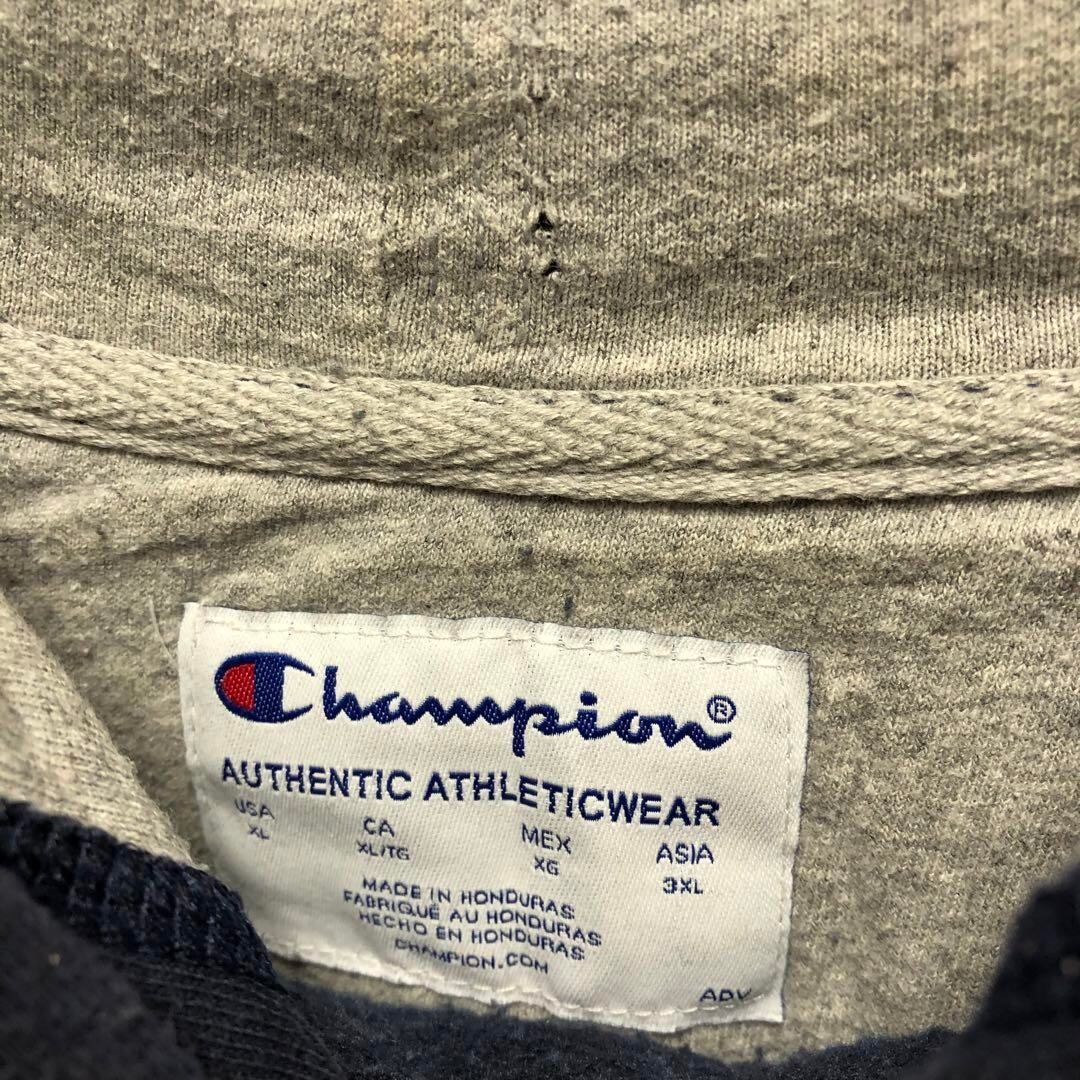 Champion®
AUTHENTIC ATHLETICWEAR
USA CA MEX ASIA
XL XL/TG XG 3XL
MADE IN HONDURAS
FABRIQUÉ AU HONDURAS
HECHO EN HONDURAS
CHAMPION.COM
ADV